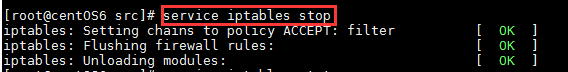 [root@centOS6 src]# service iptables stop
iptables: Setting chains to policy ACCEPT: filter [ OK ]
iptables: Flushing firewall rules: [ OK ]
iptables: Unloading modules: [ OK ]